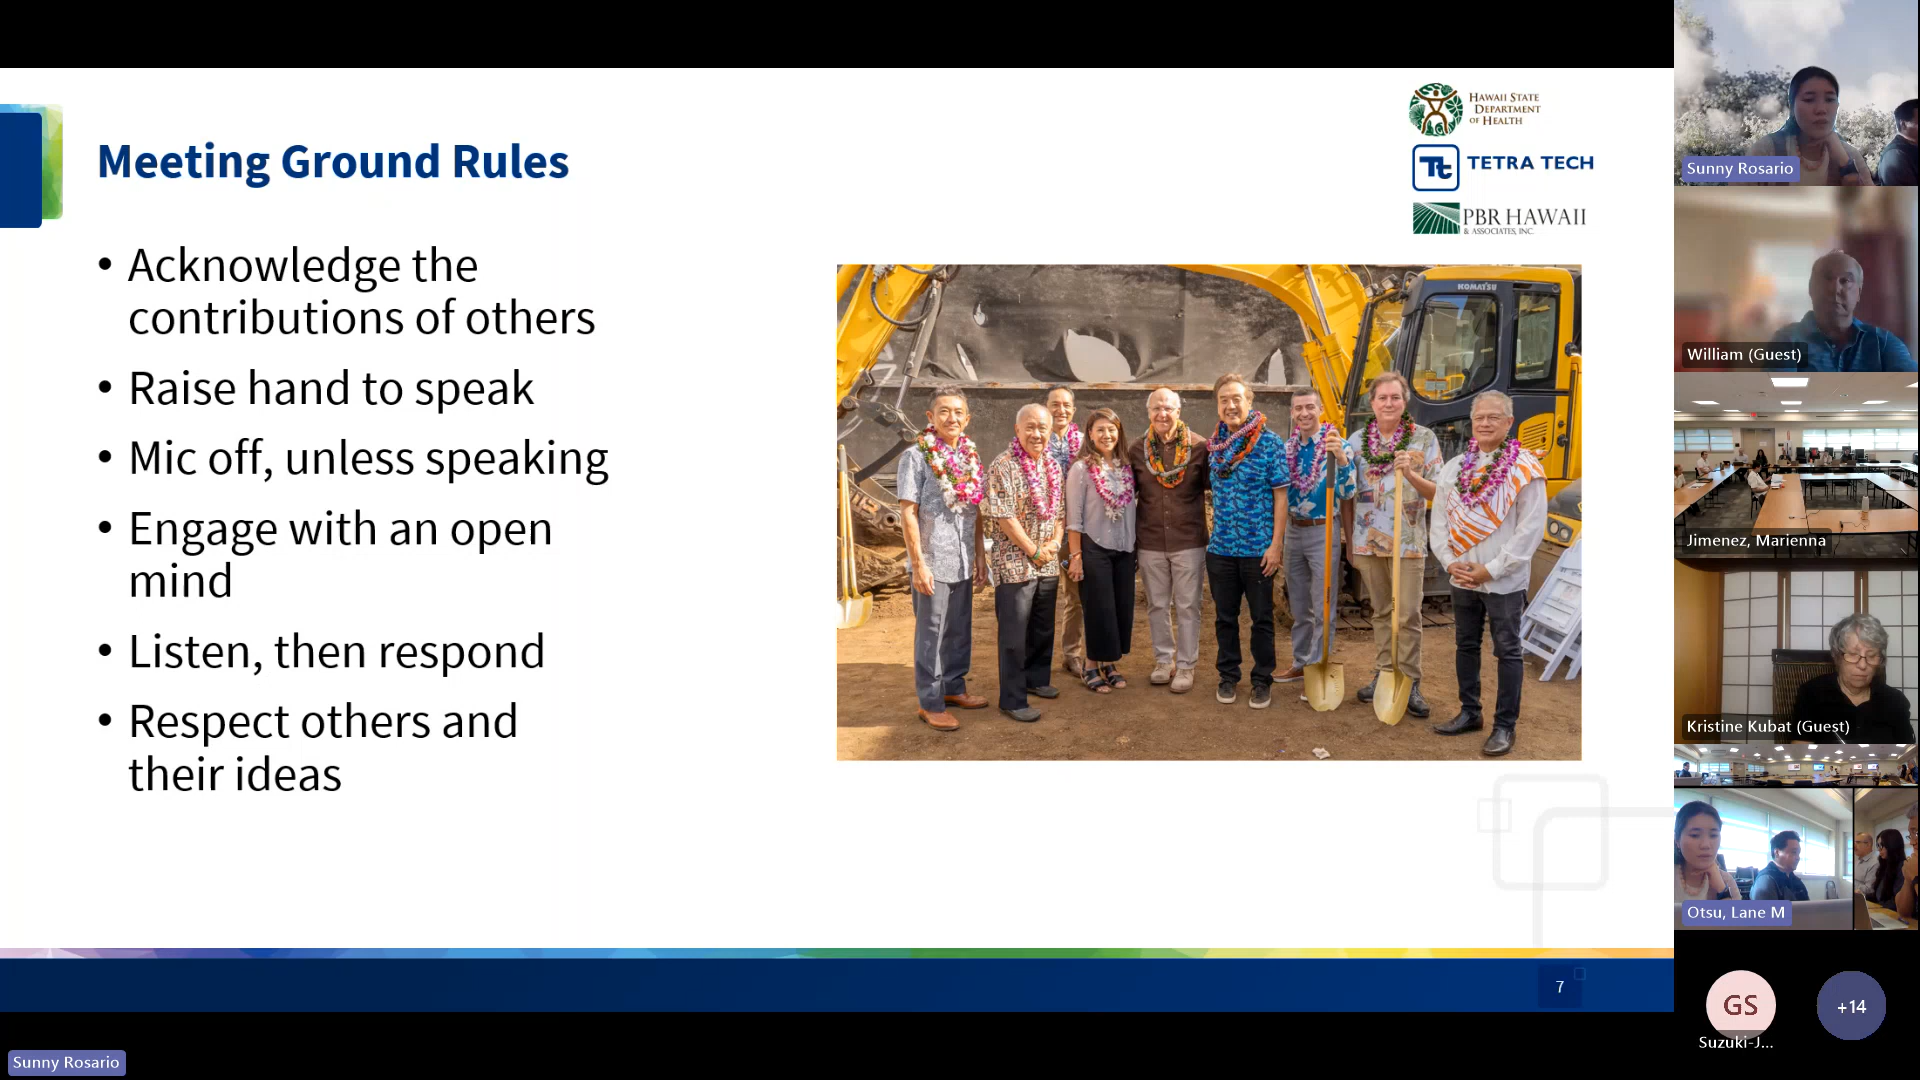 Meeting Ground Rules
• Acknowledge the
contributions of others
• Raise hand to speak
• Mic off, unless speaking
• Engage with an open
mind
• Listen, then respond
• Respect others and
their ideas
HAWAII STATE
DEPARTMENT
OF HEALTH
Tt TETRA TECH
PBR HAWAII
& ASSOCIATES, INC.
KOMATSU
7
Sunny Rosario
Sunny Rosario
William (Guest)
Jimenez, Marienna
Kristine Kubat (Guest)
Otsu, Lane M
GS
Suzuki-J...
+14